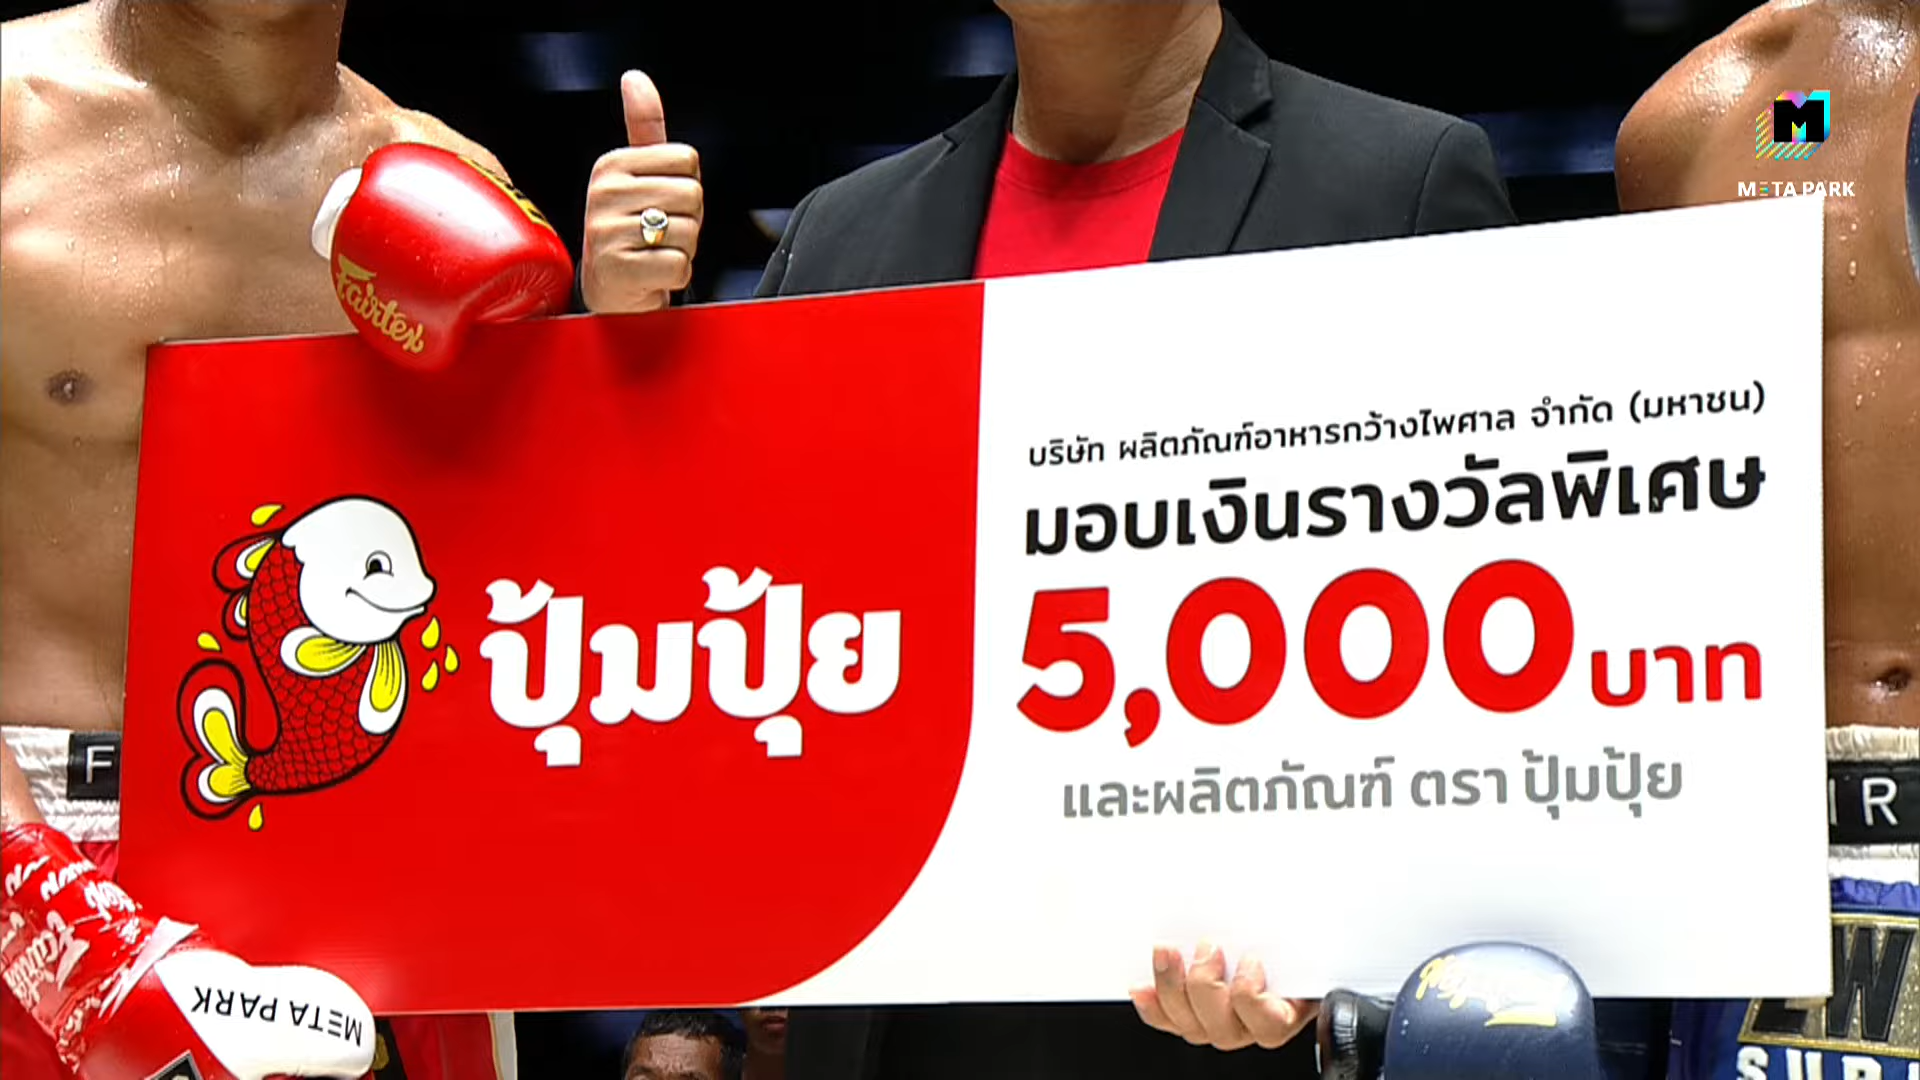 META PARK
Fairtex
บริษัท ผลิตภัณฑ์อาหารกว้างไพศาล จำกัด (มหาชน)
มอบเงินรางวัลพิเศษ
5,000 บาท
และผลิตภัณฑ์ ตรา ปุ้มปุ้ย
ปุ้มปุ้ย
F
IR
META PARK